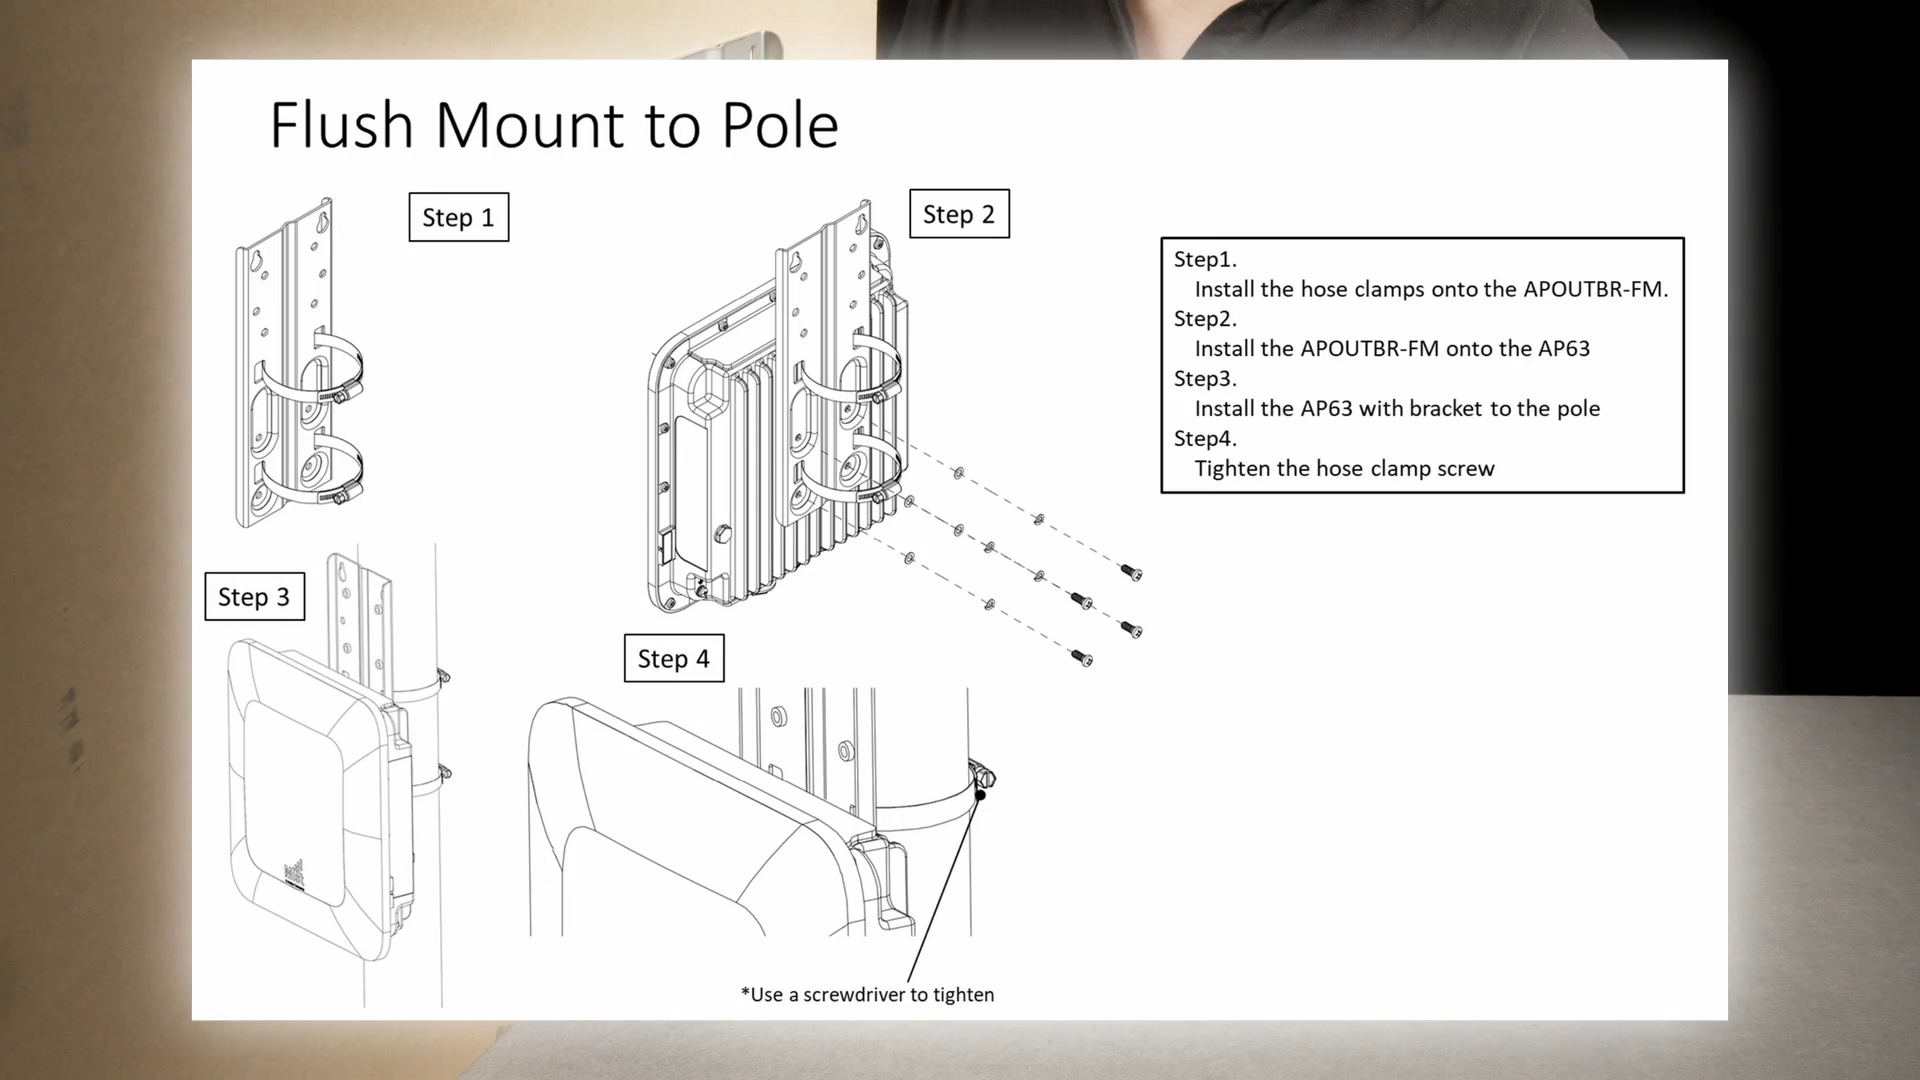 Flush Mount to Pole
Step 1
Step 2
Step1.
Install the hose clamps onto the APOUTBR-FM.
Step2.
Install the APOUTBR-FM onto the AP63
Step3.
Install the AP63 with bracket to the pole
Step4.
Tighten the hose clamp screw
Step 3
Step 4
Mist
*Use a screwdriver to tighten